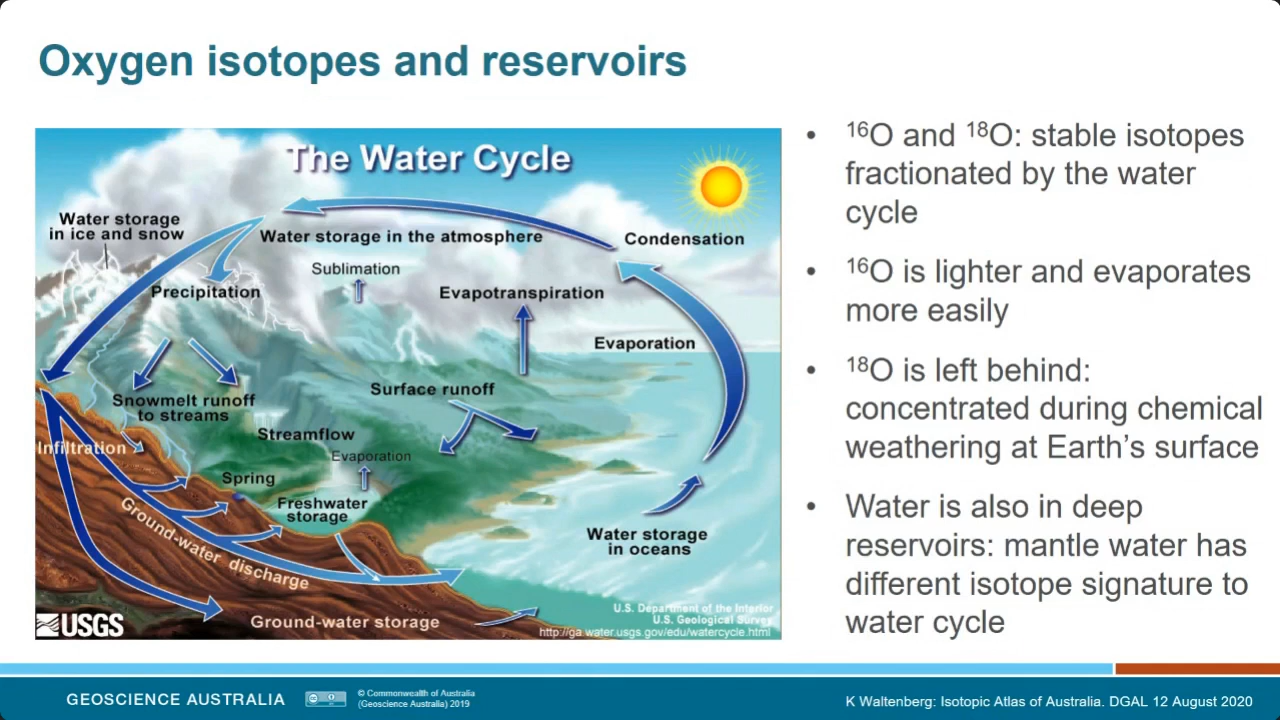 Oxygen isotopes and reservoirs
The Water Cycle
Water storage
in ice and snow
Water storage in the atmosphere
Condensation
Sublimation
Precipitation
Evapotranspiration
Evaporation
Surface runoff
Snowmelt runoff
to streams
Streamflow
Infiltration
Evaporation
Spring
Freshwater
storage
Ground-water discharge
Water storage
in oceans
Ground-water storage
USGS
U.S. Department of the Interior
U.S. Geological Survey
http://ga.water.usgs.gov/edu/watercycle.html
• ¹⁶O and ¹⁸O: stable isotopes
fractionated by the water
cycle
• ¹⁶O is lighter and evaporates
more easily
• ¹⁸O is left behind:
concentrated during chemical
weathering at Earth’s surface
• Water is also in deep
reservoirs: mantle water has
different isotope signature to
water cycle
GEOSCIENCE AUSTRALIA
© Commonwealth of Australia
(Geoscience Australia) 2019
K Waltenberg: Isotopic Atlas of Australia. DGAL 12 August 2020